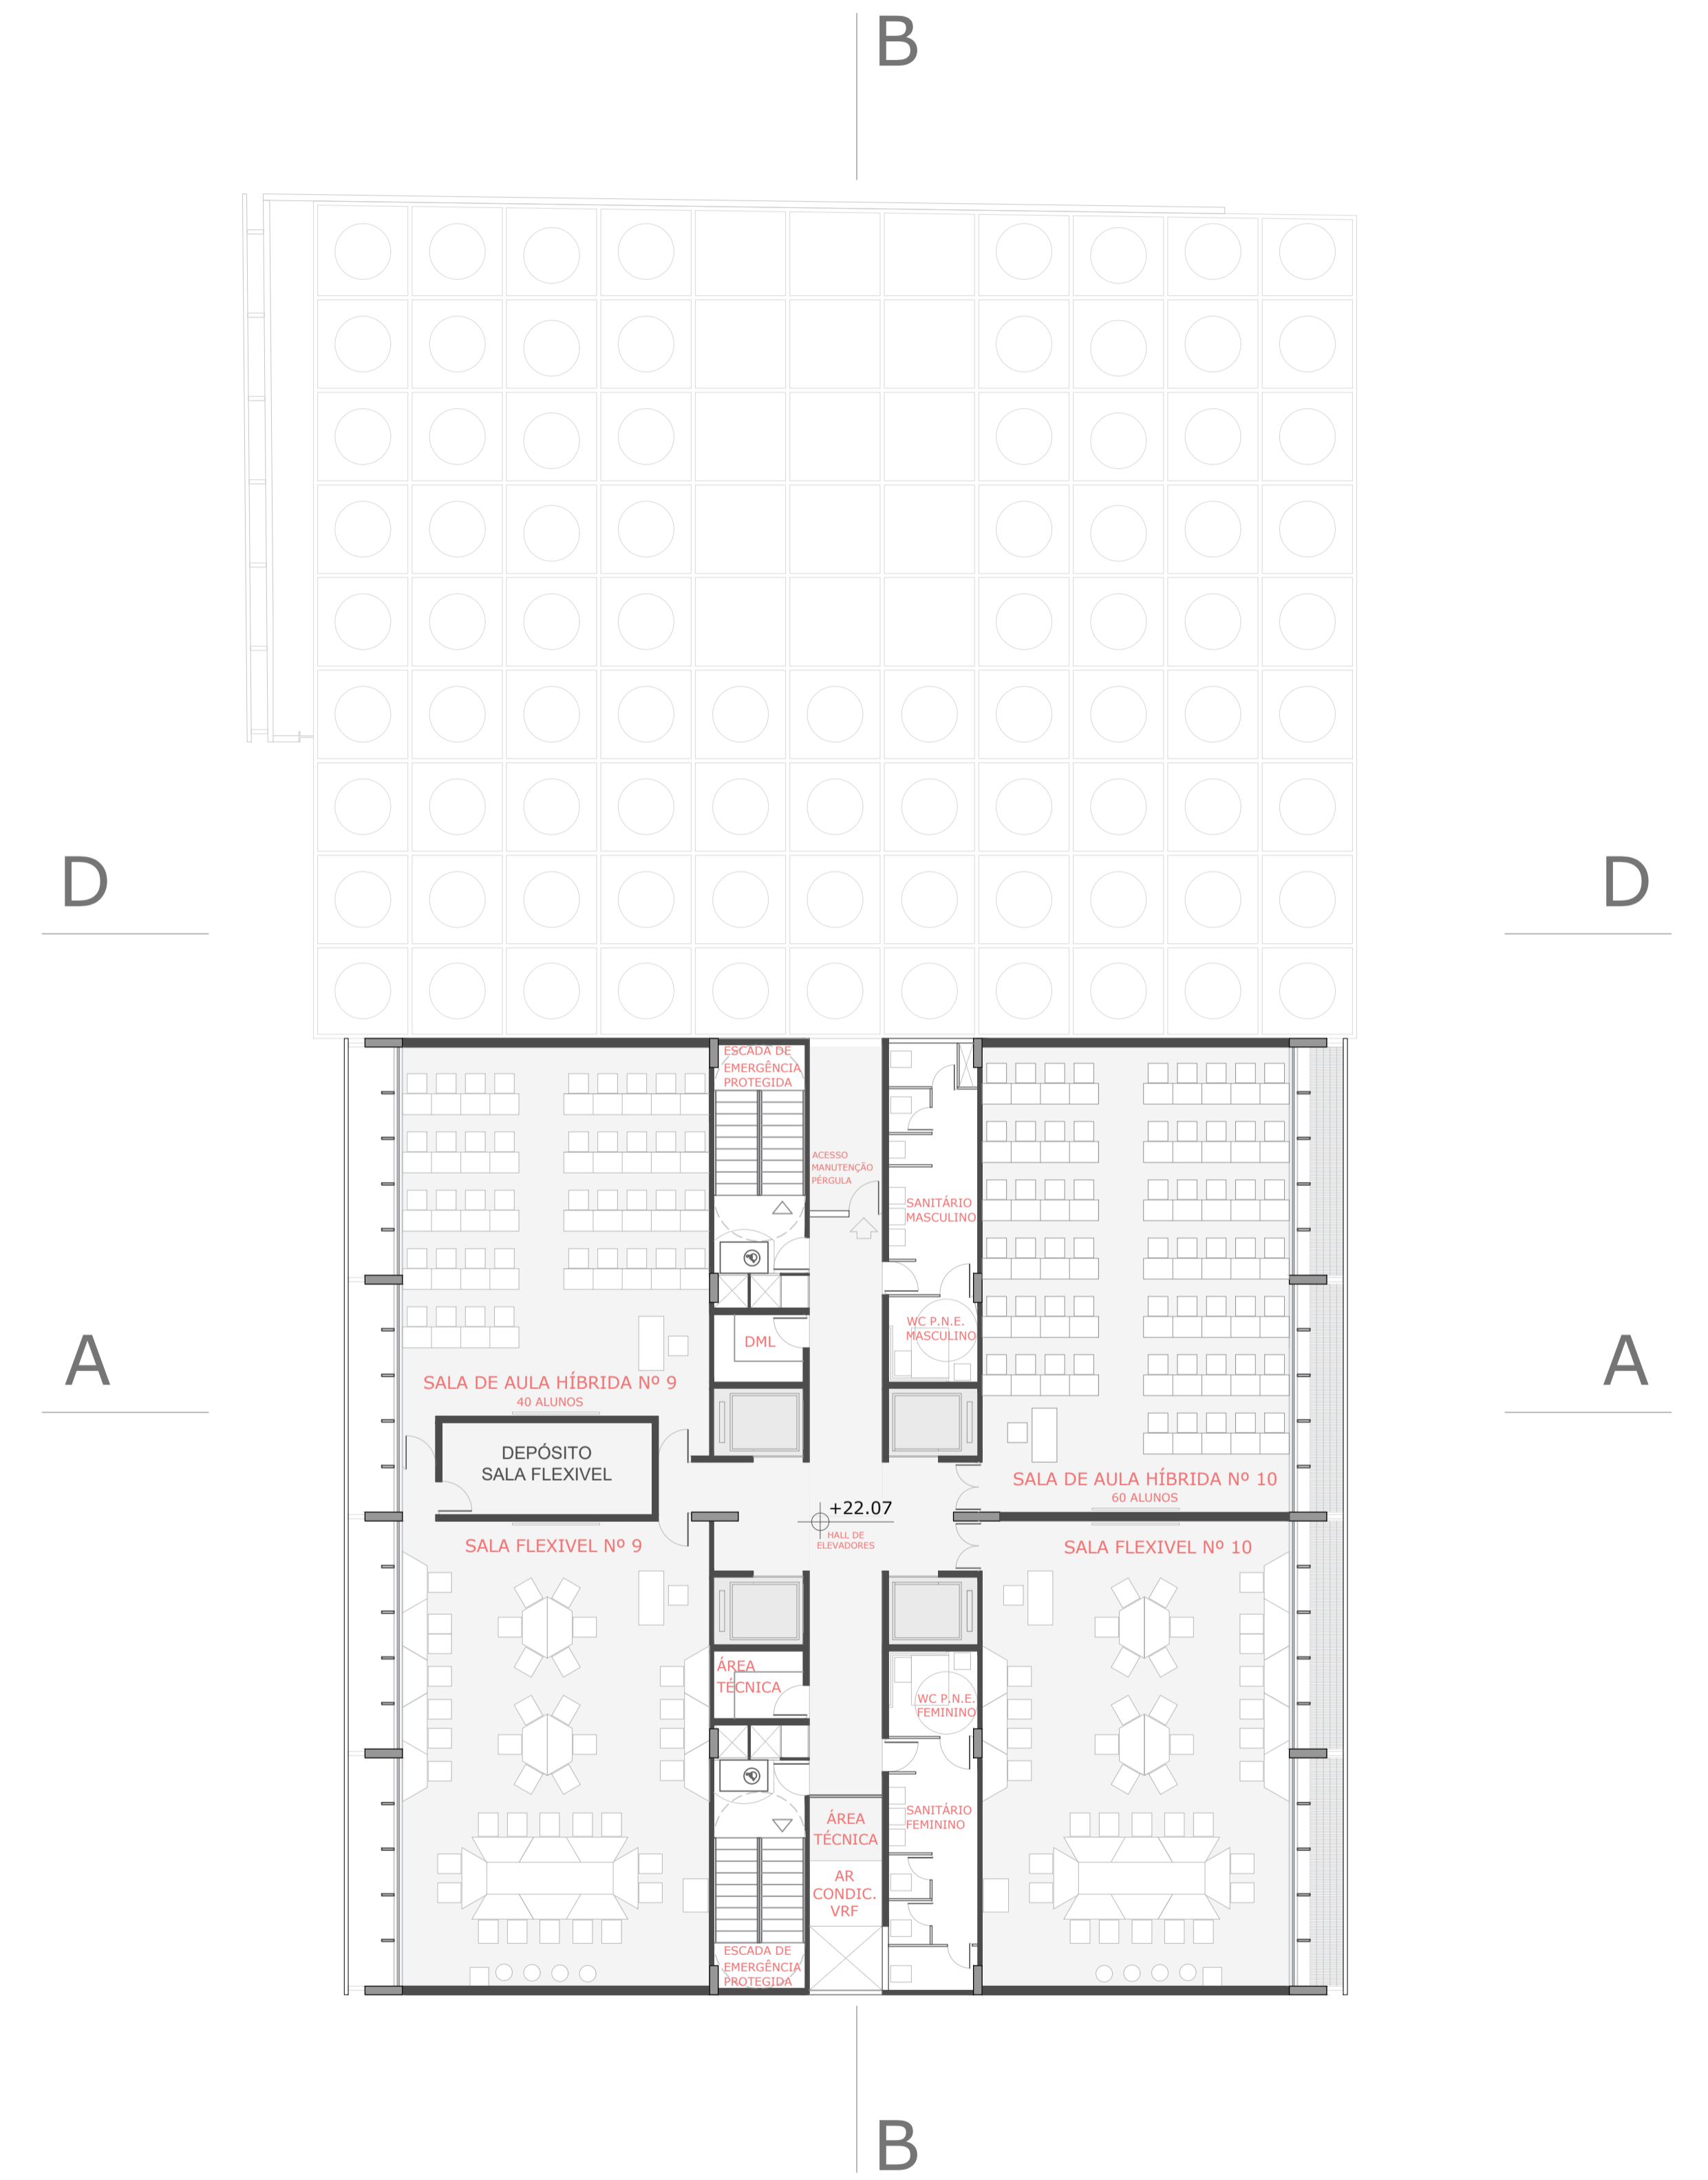 B
D
D
ESCADA DE
EMERGÊNCIA
PROTEGIDA
ACESSO
MANUTENÇÃO
PÉRGULA
SANITÁRIO
MASCULINO
WC P.N.E.
MASCULINO
DML
A
A
SALA DE AULA HÍBRIDA Nº 9
40 ALUNOS
DEPÓSITO
SALA FLEXIVEL
SALA DE AULA HÍBRIDA Nº 10
60 ALUNOS
+22.07
HALL DE
ELEVADORES
SALA FLEXIVEL Nº 9
SALA FLEXIVEL Nº 10
ÁREA
TÉCNICA
WC P.N.E.
FEMININO
SANITÁRIO
FEMININO
ÁREA
TÉCNICA
AR
CONDIC.
VRF
ESCADA DE
EMERGÊNCIA
PROTEGIDA
B